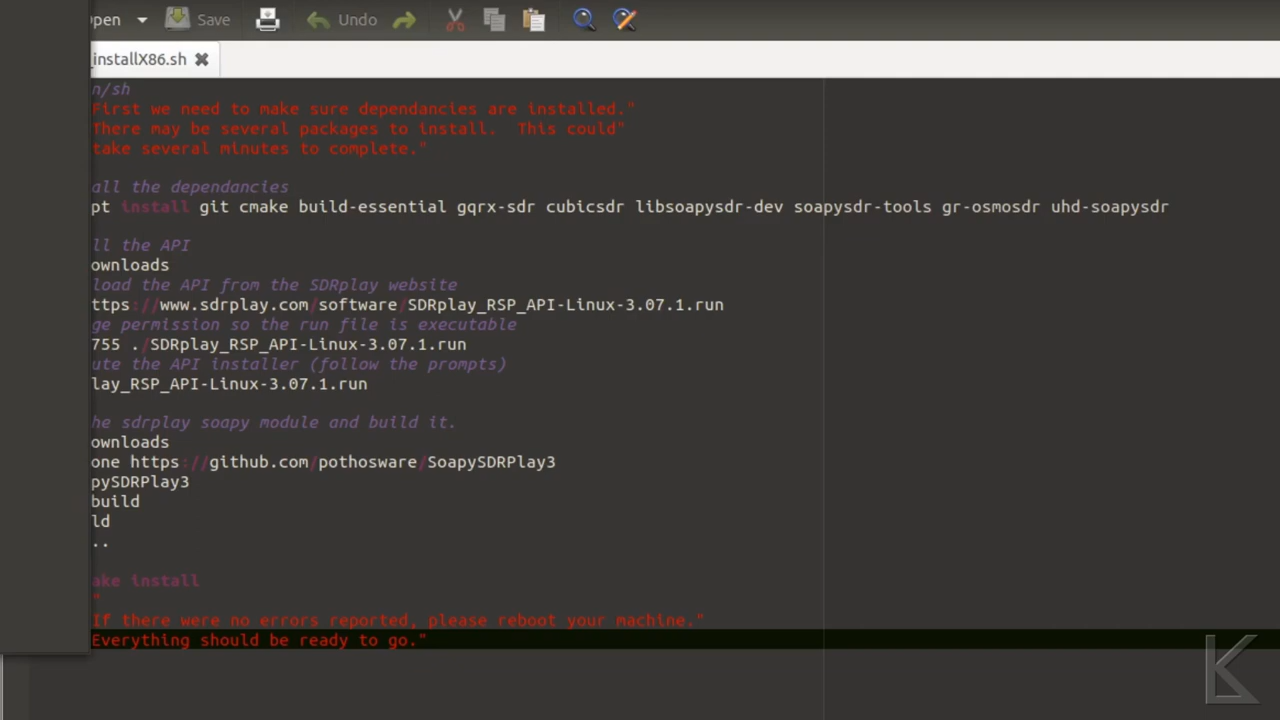 pen Save Undo
installX86.sh
n/sh
First we need to make sure dependancies are installed."
There may be several packages to install.  This could"
take several minutes to complete."
all the dependancies
pt install git cmake build-essential gqrx-sdr cubicsdr libsoapysdr-dev soapysdr-tools gr-osmosdr uhd-soapysdr
ll the API
ownloads
load the API from the SDRplay website
ttps://www.sdrplay.com/software/SDRplay_RSP_API-Linux-3.07.1.run
ge permission so the run file is executable
755 ./SDRplay_RSP_API-Linux-3.07.1.run
ute the API installer (follow the prompts)
lay_RSP_API-Linux-3.07.1.run
he sdrplay soapy module and build it.
ownloads
one https://github.com/pothosware/SoapySDRPlay3
pySDRPlay3
build
ld
..
ake install
"
If there were no errors reported, please reboot your machine."
Everything should be ready to go."
K